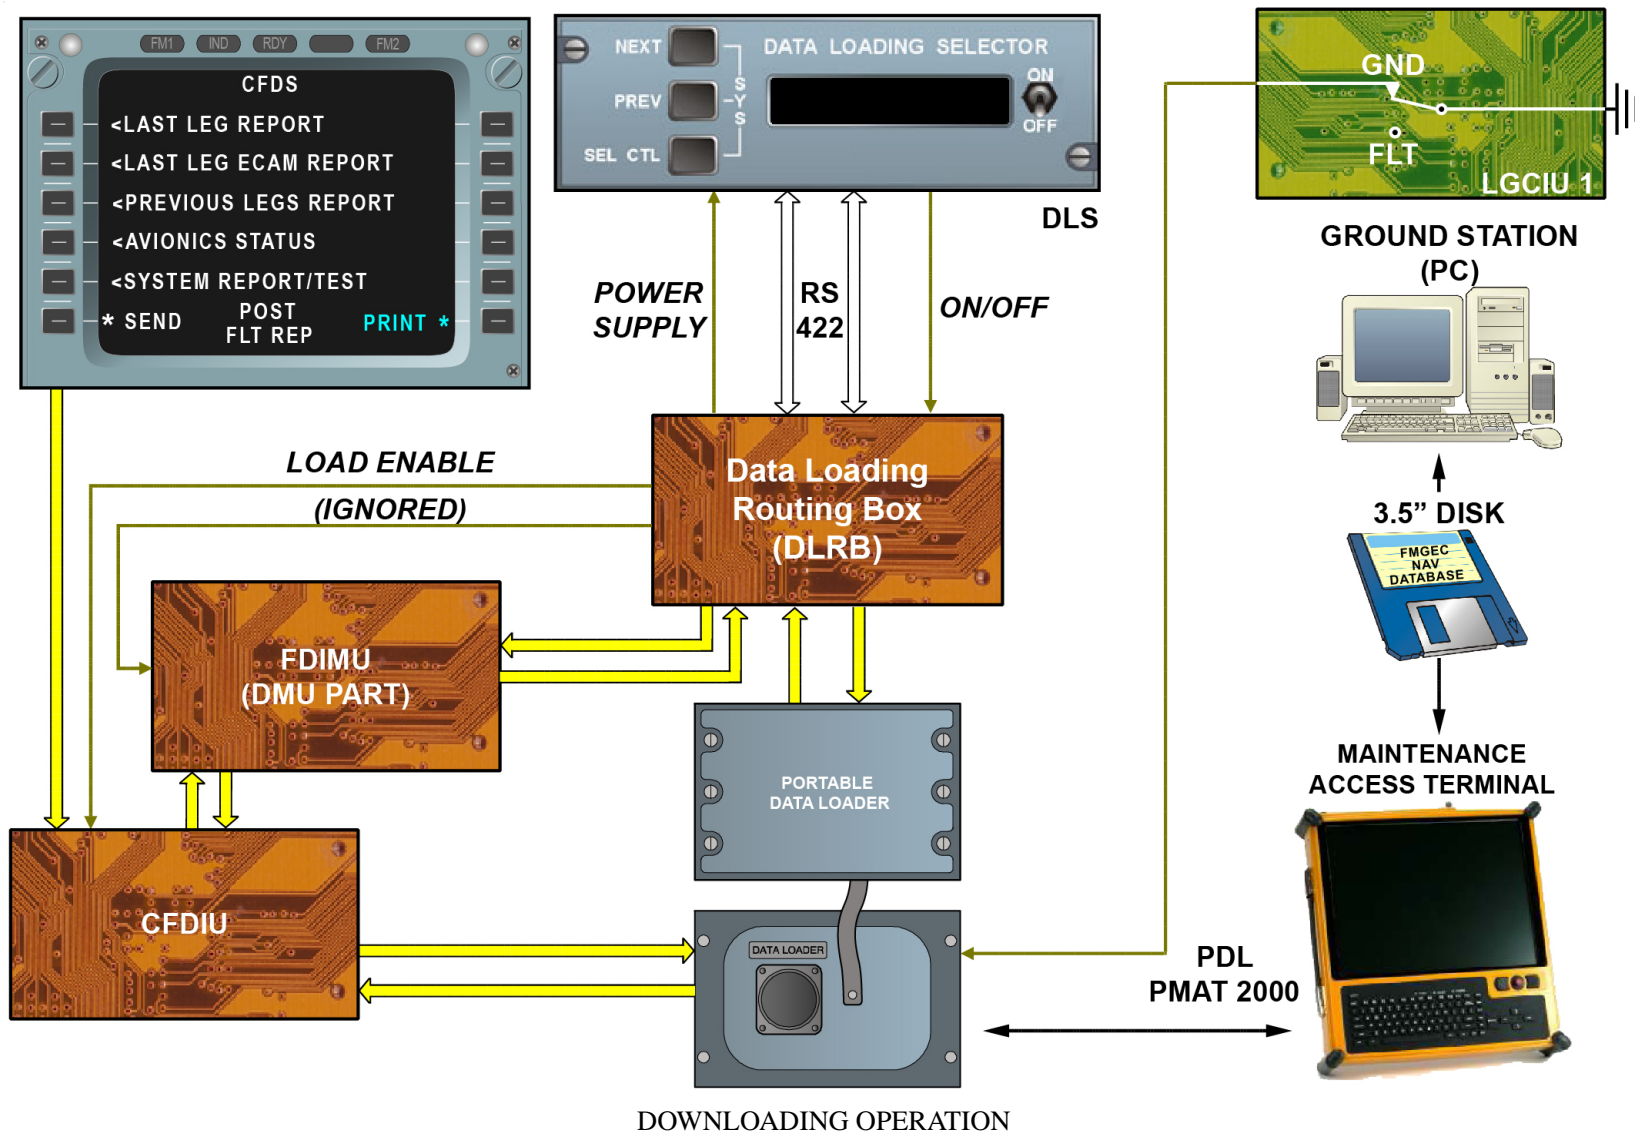 FM1 IND RDY FM2
CFDS
<LAST LEG REPORT
<LAST LEG ECAM REPORT
<PREVIOUS LEGS REPORT
<AVIONICS STATUS
<SYSTEM REPORT/TEST
* SEND POST FLT REP PRINT *
NEXT
PREV
SEL CTL
SYS
DATA LOADING SELECTOR
ON
OFF
DLS
GND
FLT
LGCIU 1
GROUND STATION
(PC)
POWER
SUPPLY
RS
422
ON/OFF
LOAD ENABLE
(IGNORED)
Data Loading
Routing Box
(DLRB)
3.5” DISK
FMGEC
NAV
DATABASE
FDIMU
(DMU PART)
MAINTENANCE
ACCESS TERMINAL
PORTABLE
DATA LOADER
CFDIU
DATA LOADER
PDL
PMAT 2000
DOWNLOADING OPERATION